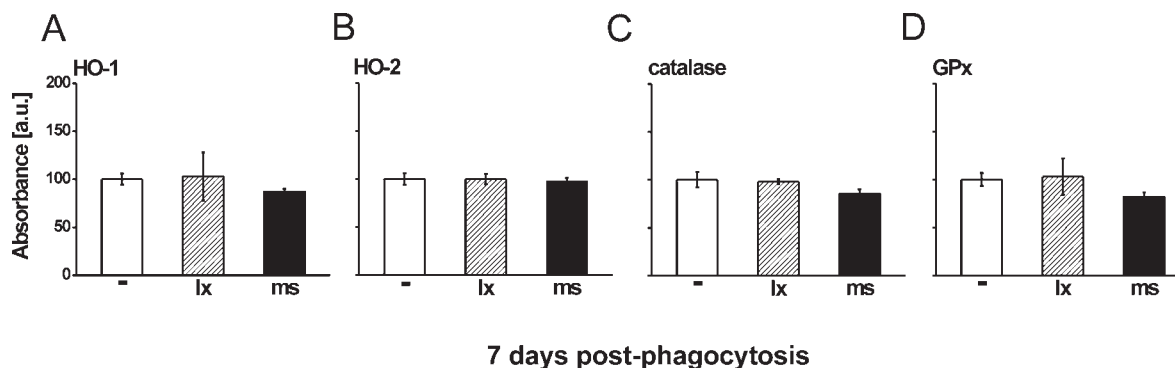 A
B
C
D
HO-1
HO-2
catalase
GPx
Absorbance [a.u.]
200
150
100
50
0
- lx ms
- lx ms
- lx ms
- lx ms
7 days post-phagocytosis